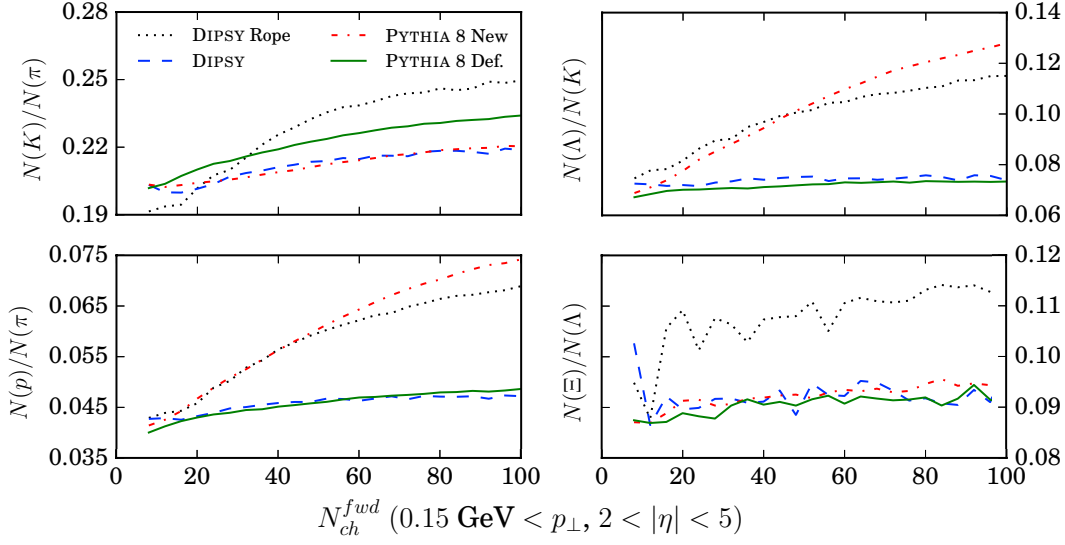 0.28
0.25
0.22
0.19
N(K)/N(π)
DIPSY Rope
DIPSY
PYTHIA 8 New
PYTHIA 8 Def.
0.14
0.12
0.10
0.08
0.06
N(Λ)/N(K)
0.075
0.065
0.055
0.045
0.035
N(p)/N(π)
0 20 40 60 80 100
0.12
0.11
0.10
0.09
0.08
N(Ξ)/N(Λ)
0 20 40 60 80 100
N_{ch}^{fwd} (0.15 GeV < p_⊥, 2 < |η| < 5)